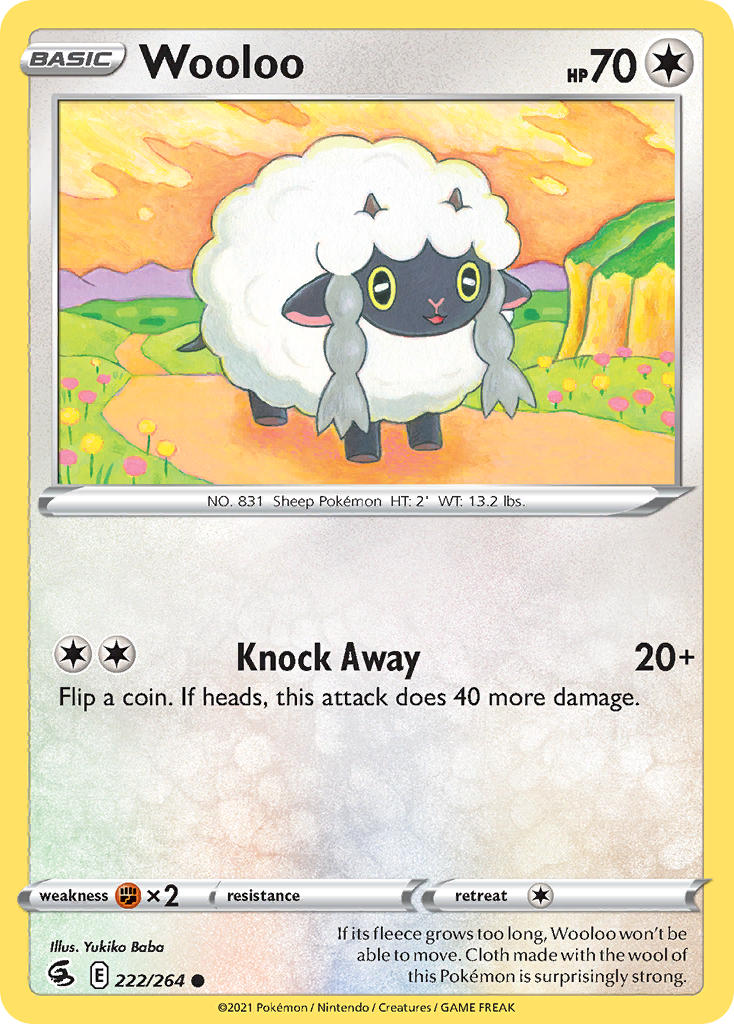 BASIC Wooloo HP 70
NO. 831 Sheep Pokémon HT: 2' WT: 13.2 lbs.
Knock Away 20+
Flip a coin. If heads, this attack does 40 more damage.
weakness ×2 resistance retreat
If its fleece grows too long, Wooloo won't be
able to move. Cloth made with the wool of
this Pokémon is surprisingly strong.
Illus. Yukiko Baba
E 222/264
©2021 Pokémon / Nintendo / Creatures / GAME FREAK